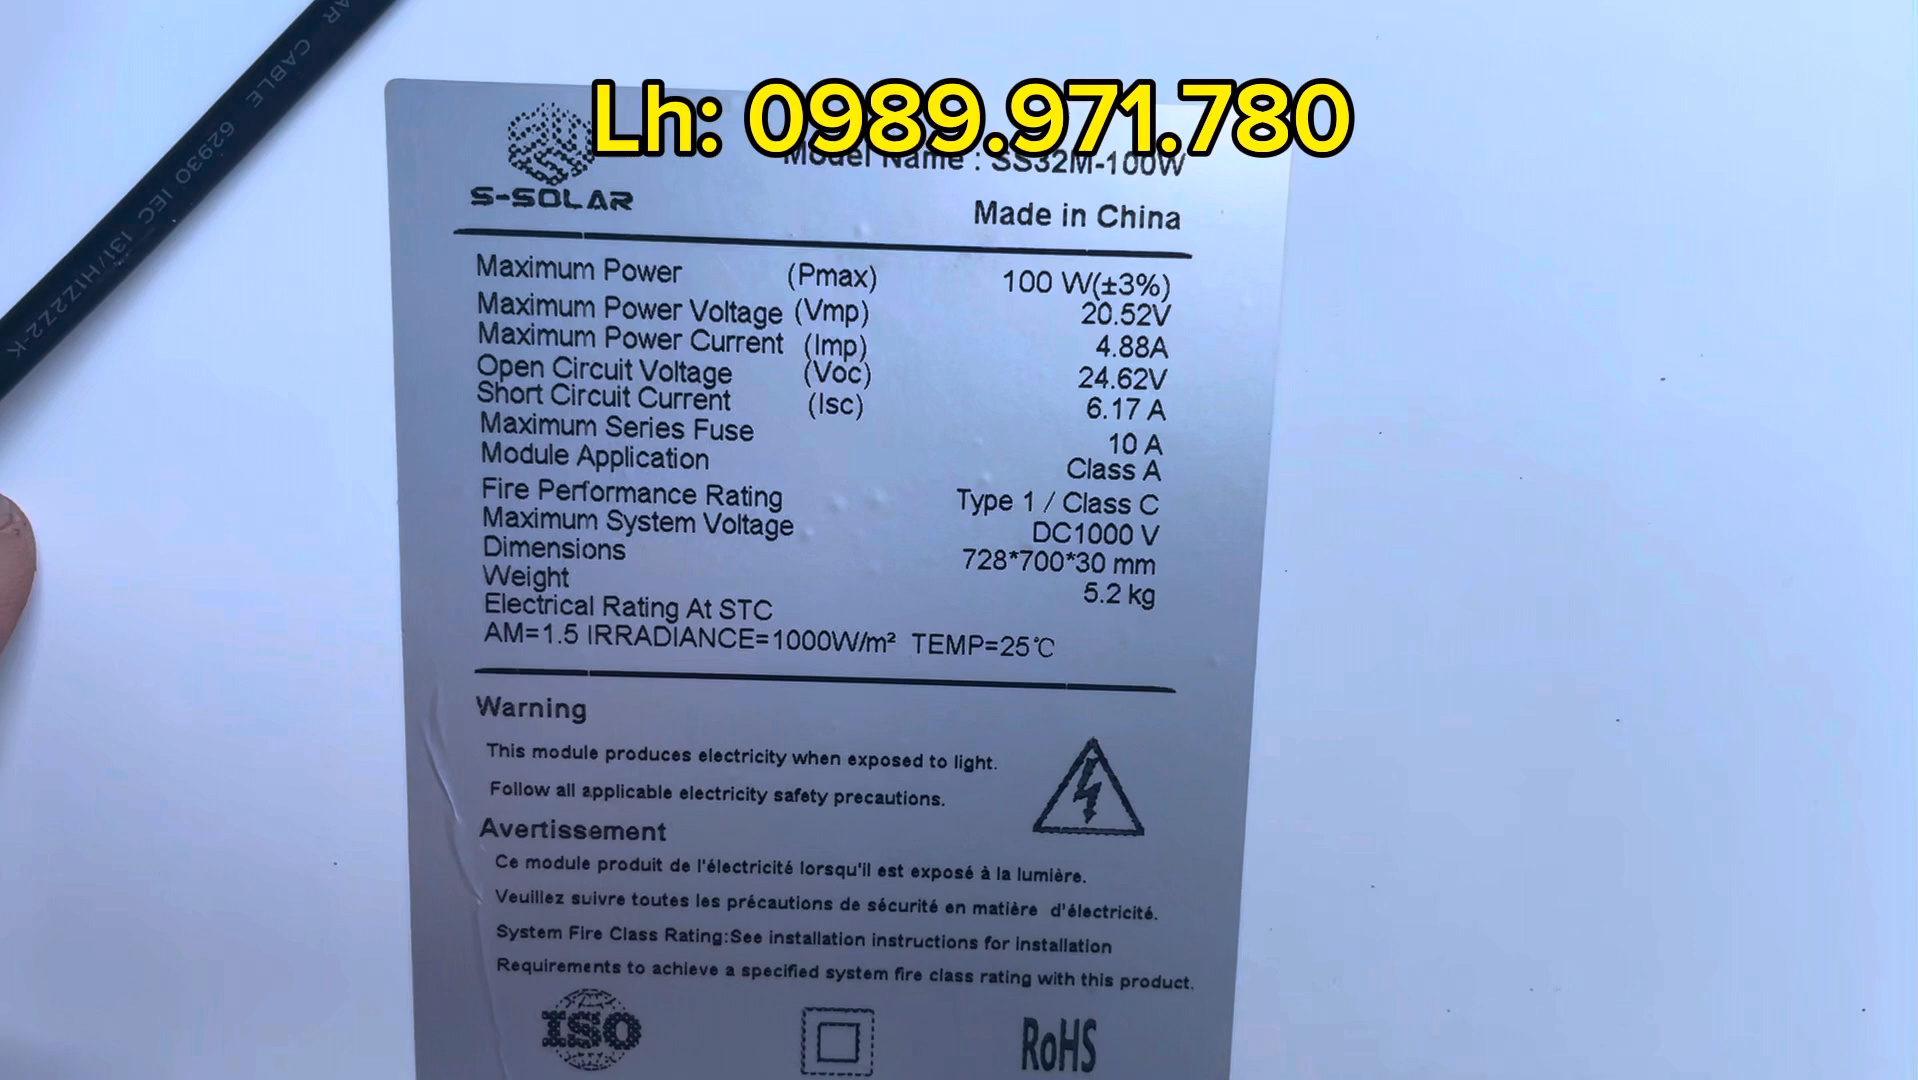 Lh: 0989.971.780
AR CABLE 62930 IEC 131/H1Z2Z2-K
S-SOLAR
Model Name : SS32M-100W
Made in China
Maximum Power (Pmax) 100 W(±3%)
Maximum Power Voltage (Vmp) 20.52V
Maximum Power Current (Imp) 4.88A
Open Circuit Voltage (Voc) 24.62V
Short Circuit Current (Isc) 6.17 A
Maximum Series Fuse 10 A
Module Application Class A
Fire Performance Rating Type 1 / Class C
Maximum System Voltage DC1000 V
Dimensions 728*700*30 mm
Weight 5.2 kg
Electrical Rating At STC
AM=1.5 IRRADIANCE=1000W/m² TEMP=25℃
Warning
This module produces electricity when exposed to light.
Follow all applicable electricity safety precautions.
Avertissement
Ce module produit de l'électricité lorsqu'il est exposé à la lumière.
Veuillez suivre toutes les précautions de sécurité en matière d'électricité.
System Fire Class Rating:See installation instructions for Installation
Requirements to achieve a specified system fire class rating with this product.
ISO
RoHS